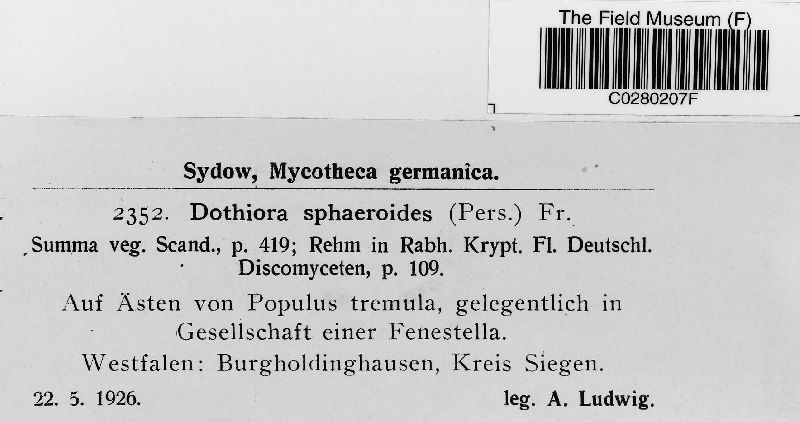 The Field Museum (F)
C0280207F
Sydow, Mycotheca germanica.
2352. Dothiora sphaeroides (Pers.) Fr.
Summa veg. Scand., p. 419; Rehm in Rabh. Krypt. Fl. Deutschl.
Discomyceten, p. 109.
Auf Ästen von Populus tremula, gelegentlich in
Gesellschaft einer Fenestella.
Westfalen: Burgholdinghausen, Kreis Siegen.
22. 5. 1926. leg. A. Ludwig.